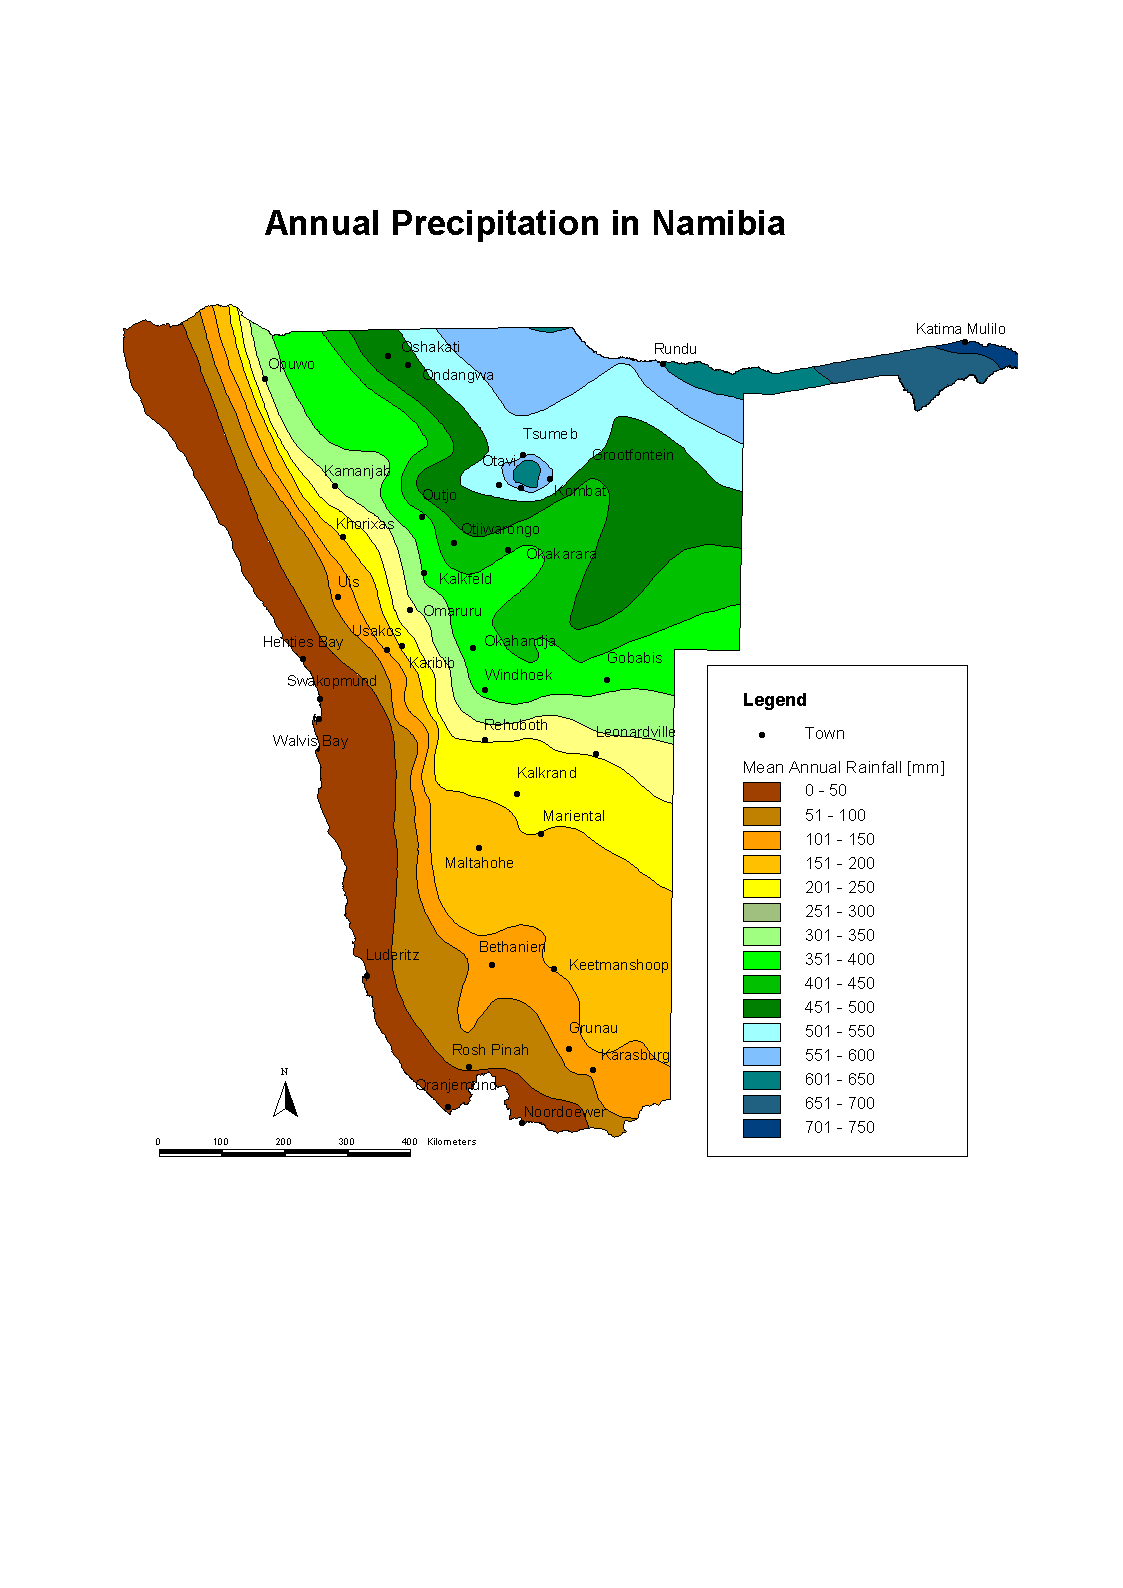 Annual Precipitation in Namibia
Katima Mulilo
Oshakati
Rundu
Opuwo
Ondangwa
Tsumeb
Grootfontein
Otavi
Kamanjab
Kombat
Outjo
Khorixas
Otjiwarongo
Okakarara
Uis
Kalkfeld
Omaruru
Usakos
Henties Bay
Okahandja
Karibib
Gobabis
Swakopmund
Windhoek
Rehoboth
Leonardville
Walvis Bay
Kalkrand
Mariental
Maltahohe
Bethanien
Luderitz
Keetmanshoop
Grunau
Rosh Pinah
Karasburg
Oranjemund
Noordoewer
Legend
Town
Mean Annual Rainfall [mm]
0 - 50
51 - 100
101 - 150
151 - 200
201 - 250
251 - 300
301 - 350
351 - 400
401 - 450
451 - 500
501 - 550
551 - 600
601 - 650
651 - 700
701 - 750
N
0 100 200 300 400 Kilometers